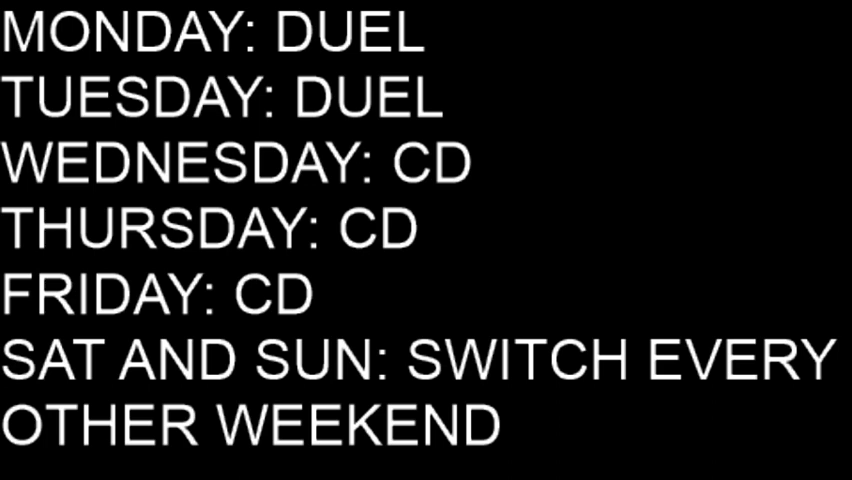 MONDAY: DUEL
TUESDAY: DUEL
WEDNESDAY: CD
THURSDAY: CD
FRIDAY: CD
SAT AND SUN: SWITCH EVERY
OTHER WEEKEND